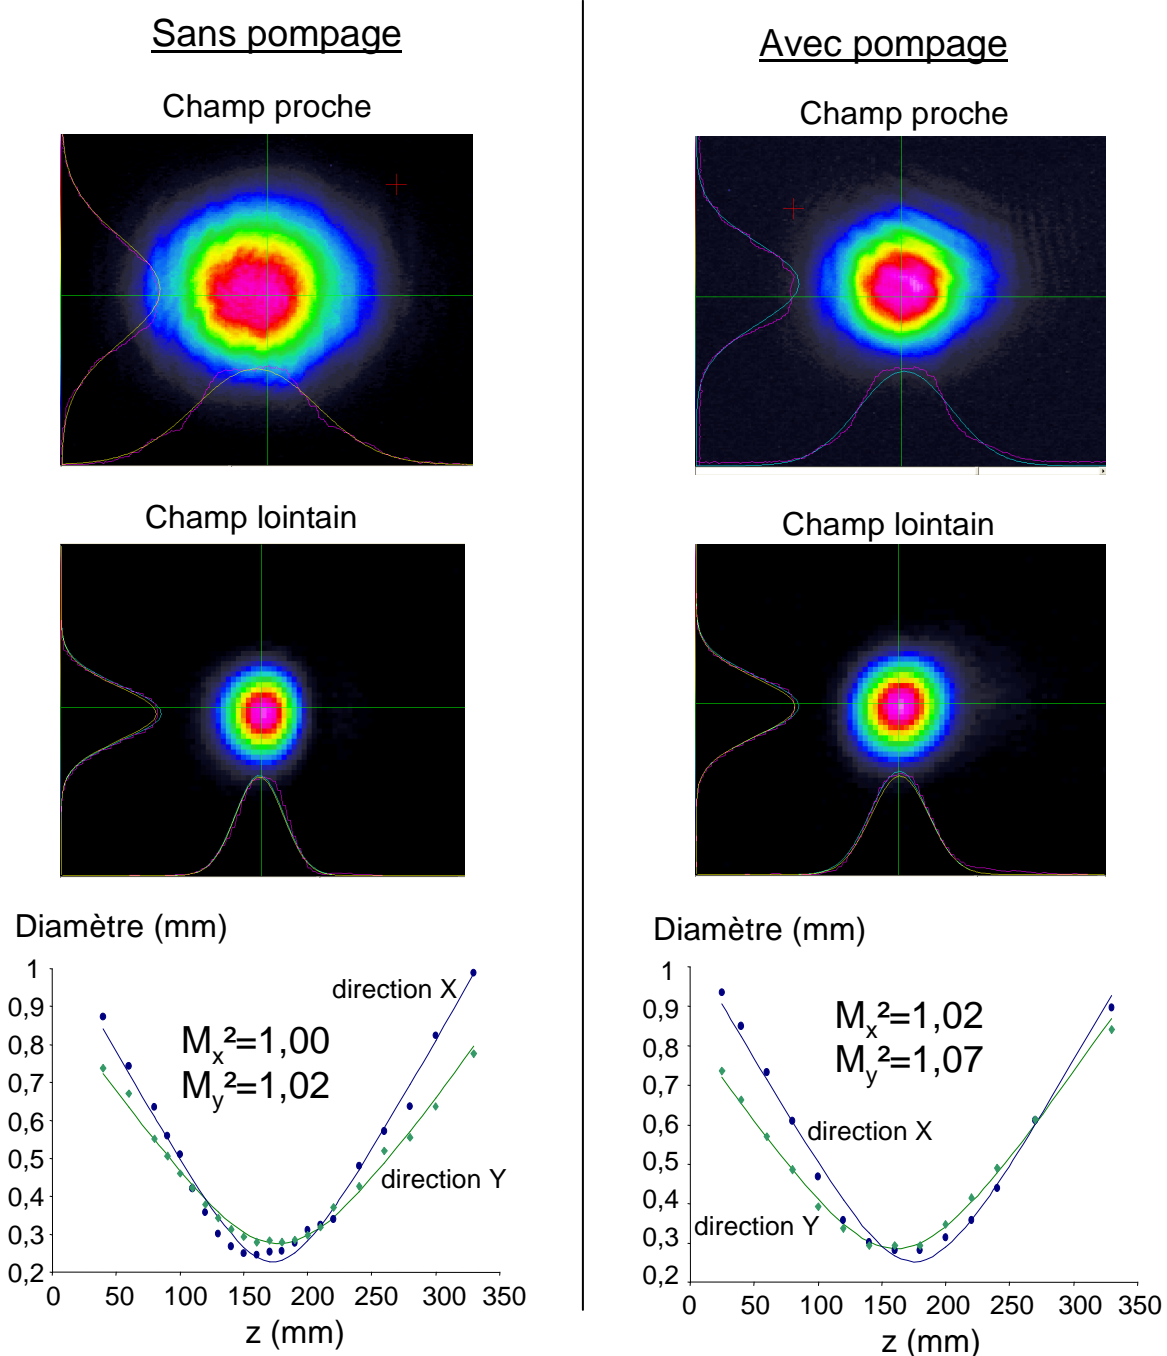 Sans pompage
Champ proche
Champ lointain
Diamètre (mm)
1
0,9
0,8
0,7
0,6
0,5
0,4
0,3
0,2
direction X
Mx²=1,00
My²=1,02
direction Y
0 50 100 150 200 250 300 350
z (mm)
Avec pompage
Champ proche
Champ lointain
Diamètre (mm)
1
0,9
0,8
0,7
0,6
0,5
0,4
0,3
0,2
Mx²=1,02
My²=1,07
direction X
direction Y
0 50 100 150 200 250 300 350
z (mm)